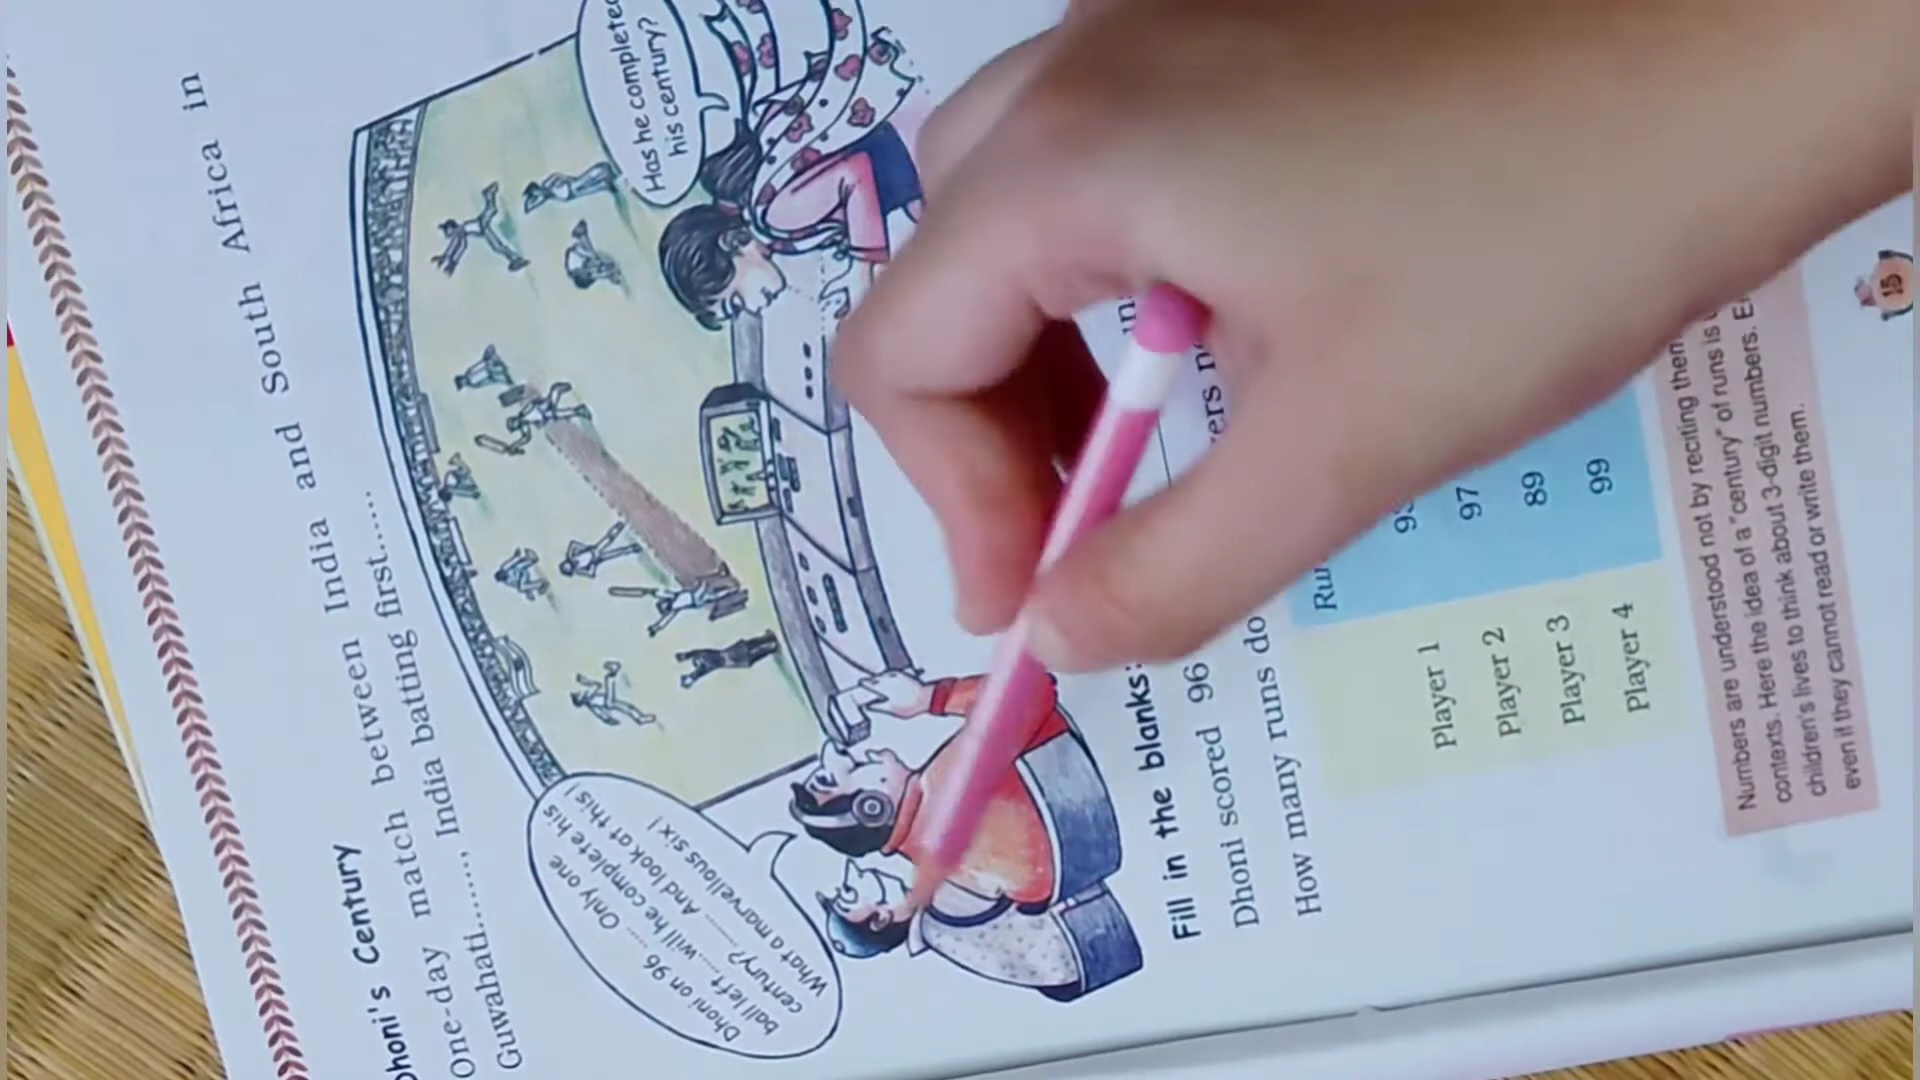 Dhoni's Century
One-day match between India and South Africa in
Guwahati......, India batting first......
Has he completed
his century?
Dhoni on 96 ..... Only one
ball left .....will he complete his
century? ...... And look at this!
What a marvellous six!
Fill in the blanks:
Dhoni scored 96
How many runs do
Player 1
Player 2 97
Player 3 89
Player 4 99
Numbers are understood not by reciting
contexts. Here the idea of a "century" of runs is
children's lives to think about 3-digit numbers.
even if they cannot read or write them.
15